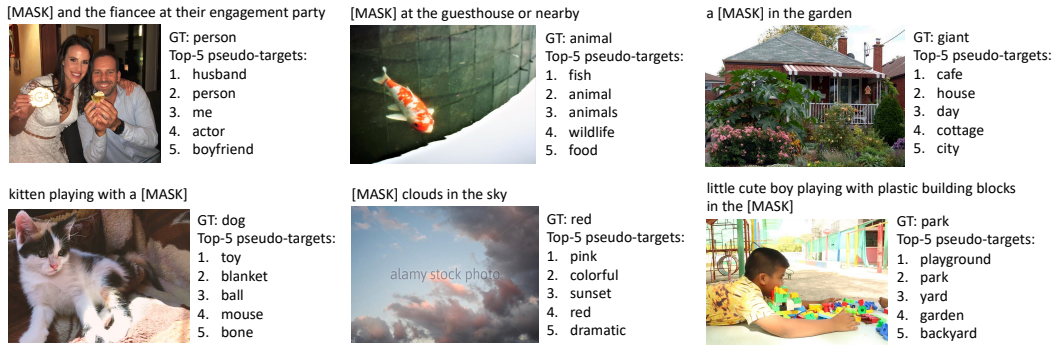 [MASK] and the fiancee at their engagement party
GT: person
Top-5 pseudo-targets:
1. husband
2. person
3. me
4. actor
5. boyfriend
[MASK] at the guesthouse or nearby
GT: animal
Top-5 pseudo-targets:
1. fish
2. animal
3. animals
4. wildlife
5. food
a [MASK] in the garden
GT: giant
Top-5 pseudo-targets:
1. cafe
2. house
3. day
4. cottage
5. city
kitten playing with a [MASK]
GT: dog
Top-5 pseudo-targets:
1. toy
2. blanket
3. ball
4. mouse
5. bone
[MASK] clouds in the sky
alamy stock photo
GT: red
Top-5 pseudo-targets:
1. pink
2. colorful
3. sunset
4. red
5. dramatic
little cute boy playing with plastic building blocks
in the [MASK]
GT: park
Top-5 pseudo-targets:
1. playground
2. park
3. yard
4. garden
5. backyard